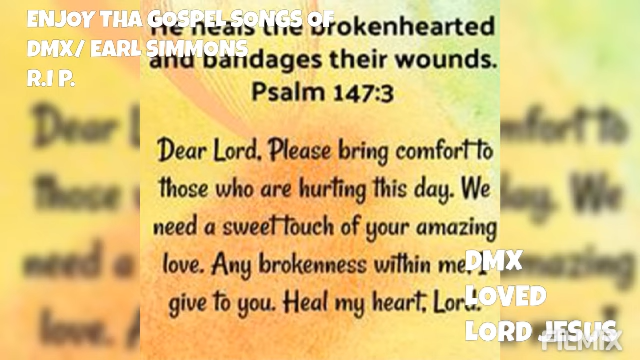 ENJOY THA GOSPEL SONGS OF
DMX/ EARL SIMMONS
R.I P.
He heals the brokenhearted
and bandages their wounds.
Psalm 147:3
Dear Lord, Please bring comfort to
those who are hurting this day. We
need a sweet touch of your amazing
love. Any brokenness within me, I
give to you. Heal my heart, Lord.
DMX
LOVED
LORD JESUS
FILMIX